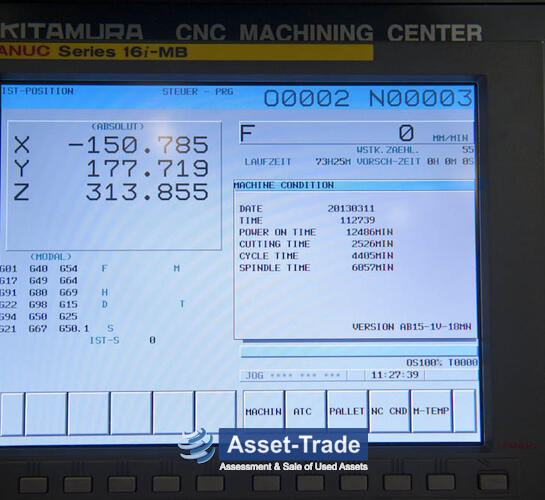 KITAMURA CNC MACHINING CENTER
FANUC Series 16i-MB
IST-POSITION STEUER - PRG O0002 N00003
(ABSOLUT)
X -150.785
Y 177.719
Z 313.855
F 0 MM/MIN
WSTK.ZAEHL. 55
LAUFZEIT 73H25M VORSCH-ZEIT 0H 0M 0S
MACHINE CONDITION
DATE 20130311
TIME 112739
POWER ON TIME 12486MIN
CUTTING TIME 2526MIN
CYCLE TIME 4405MIN
SPINDLE TIME 6057MIN
VERSION AB15-1V-18MN
(MODAL)
G01 G40 G54 F M
G17 G49 G64
G91 G80 G69 H
G22 G98 G15 D T
G94 G50 G25
G21 G67 G50.1 S
IST-S 0
OS100% T0000
JOG **** *** *** 11:27:39
MACHIN ATC PALLET NC CND M-TEMP
Asset-Trade
Assessment & Sale of Used Assets